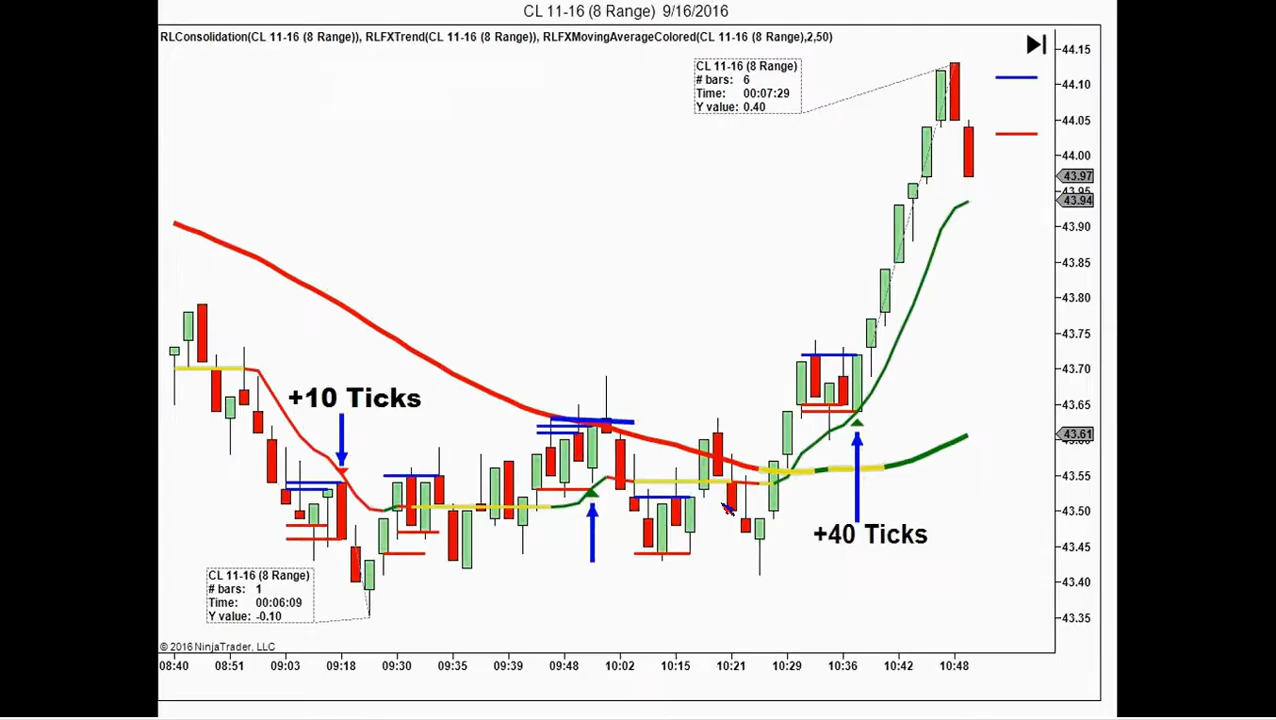 CL 11-16 (8 Range) 9/16/2016
RLConsolidation(CL 11-16 (8 Range)), RLFXTrend(CL 11-16 (8 Range)), RLFXMovingAverageColored(CL 11-16 (8 Range),2,50)
CL 11-16 (8 Range)
# bars: 6
Time: 00:07:29
Y value: 0.40
44.15
44.10
44.05
44.00
43.97
43.95
43.94
43.90
43.85
43.80
43.75
43.70
43.65
43.61
43.55
43.50
43.45
43.40
43.35
+10 Ticks
+40 Ticks
CL 11-16 (8 Range)
# bars: 1
Time: 00:06:09
Y value: -0.10
© 2016 NinjaTrader, LLC
08:40 08:51 09:03 09:18 09:30 09:35 09:39 09:48 10:02 10:15 10:21 10:29 10:36 10:42 10:48